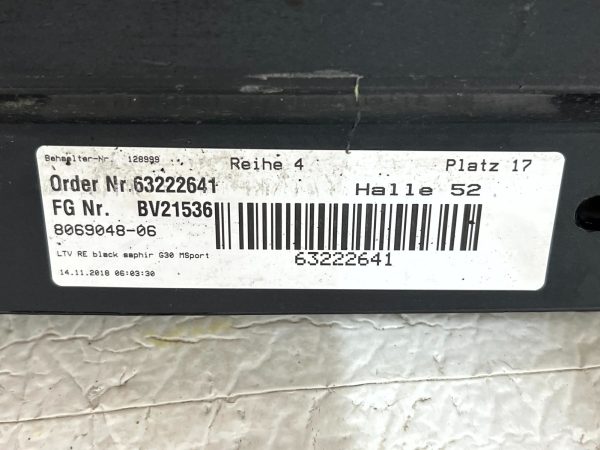 Behaelter-Nr. 128999 Reihe 4 Platz 17
Order Nr.63222641 Halle 52
FG Nr. BV21536
8069048-06
63222641
LTV RE black saphir G30 MSport
14.11.2018 06:03:30